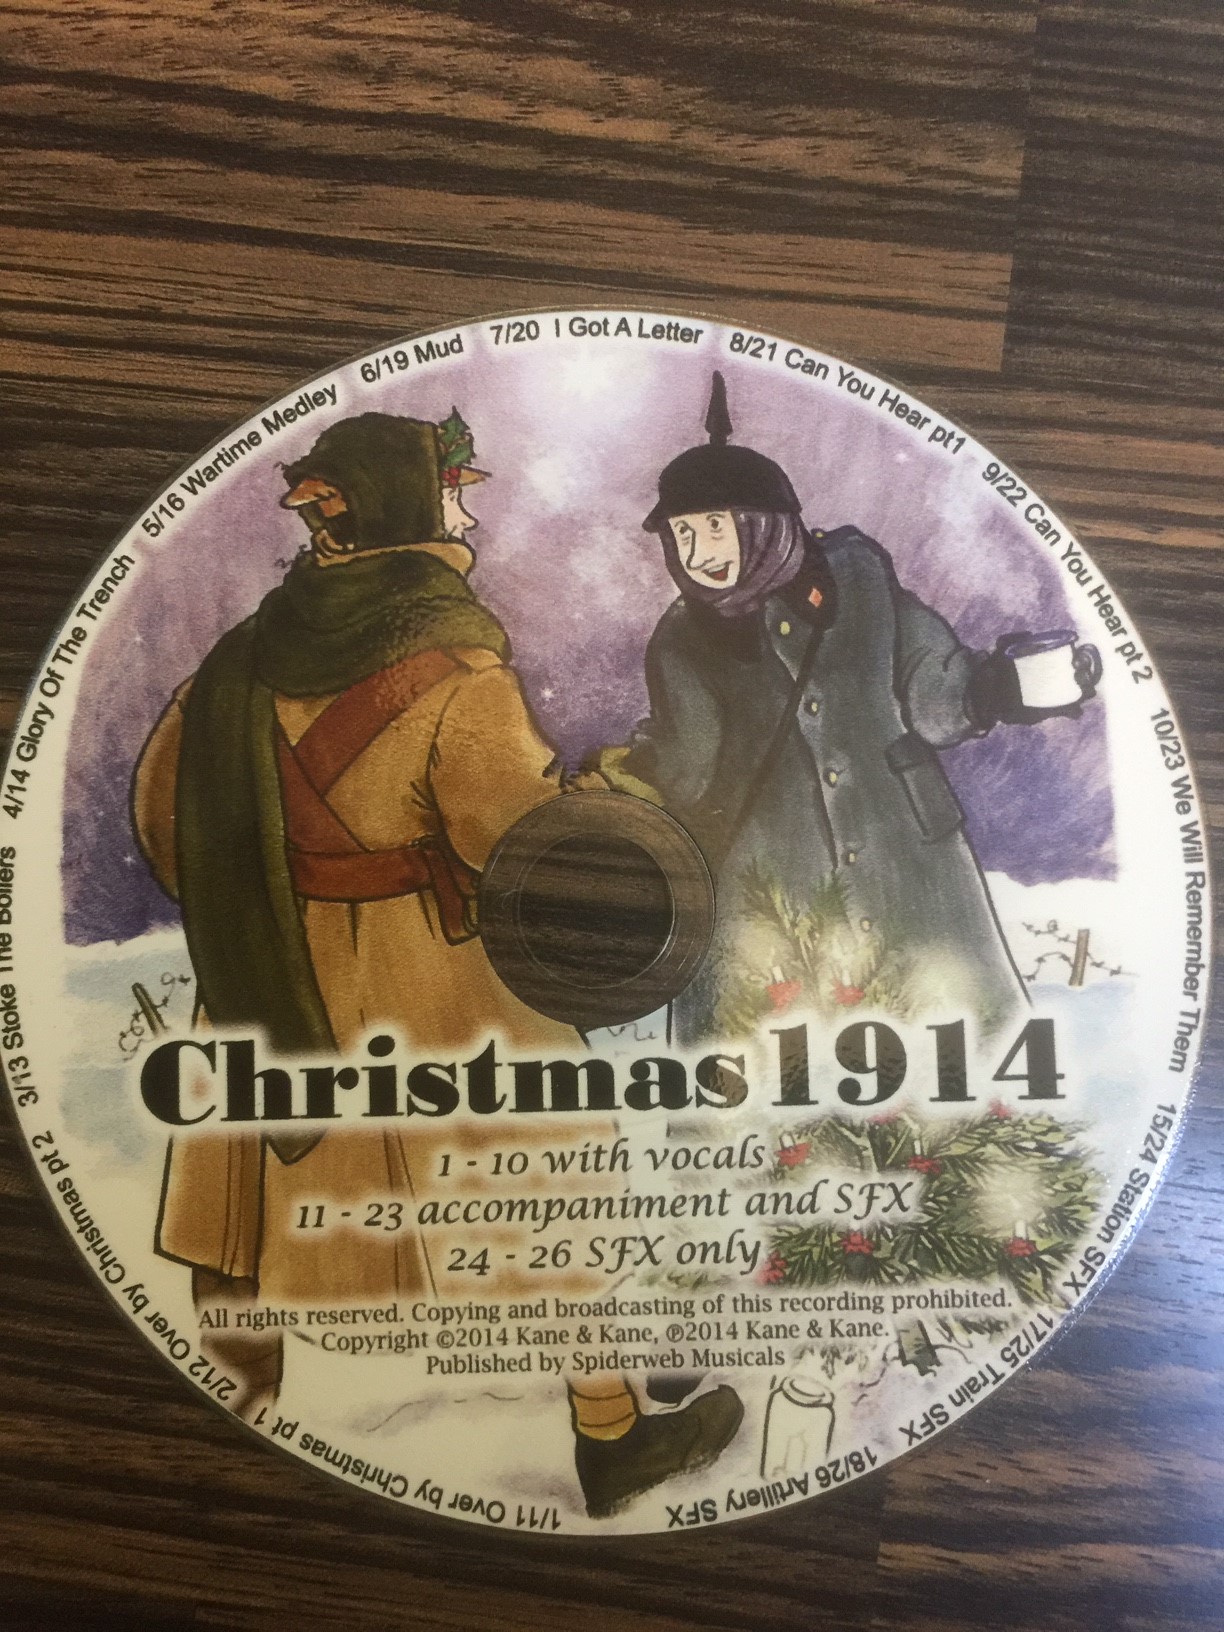 1/11 Over by Christmas pt 1
2/12 Over by Christmas pt 2
3/13 Stoke The Boilers
4/14 Glory Of The Trench
5/16 Wartime Medley
6/19 Mud
7/20 I Got A Letter
8/21 Can You Hear pt1
9/22 Can You Hear pt 2
10/23 We Will Remember Them
15/24 Station SFX
17/25 Train SFX
18/26 Artillery SFX
Christmas 1914
1 - 10 with vocals
11 - 23 accompaniment and SFX
24 - 26 SFX only
All rights reserved. Copying and broadcasting of this recording prohibited.
Copyright ©2014 Kane & Kane, ℗2014 Kane & Kane.
Published by Spiderweb Musicals